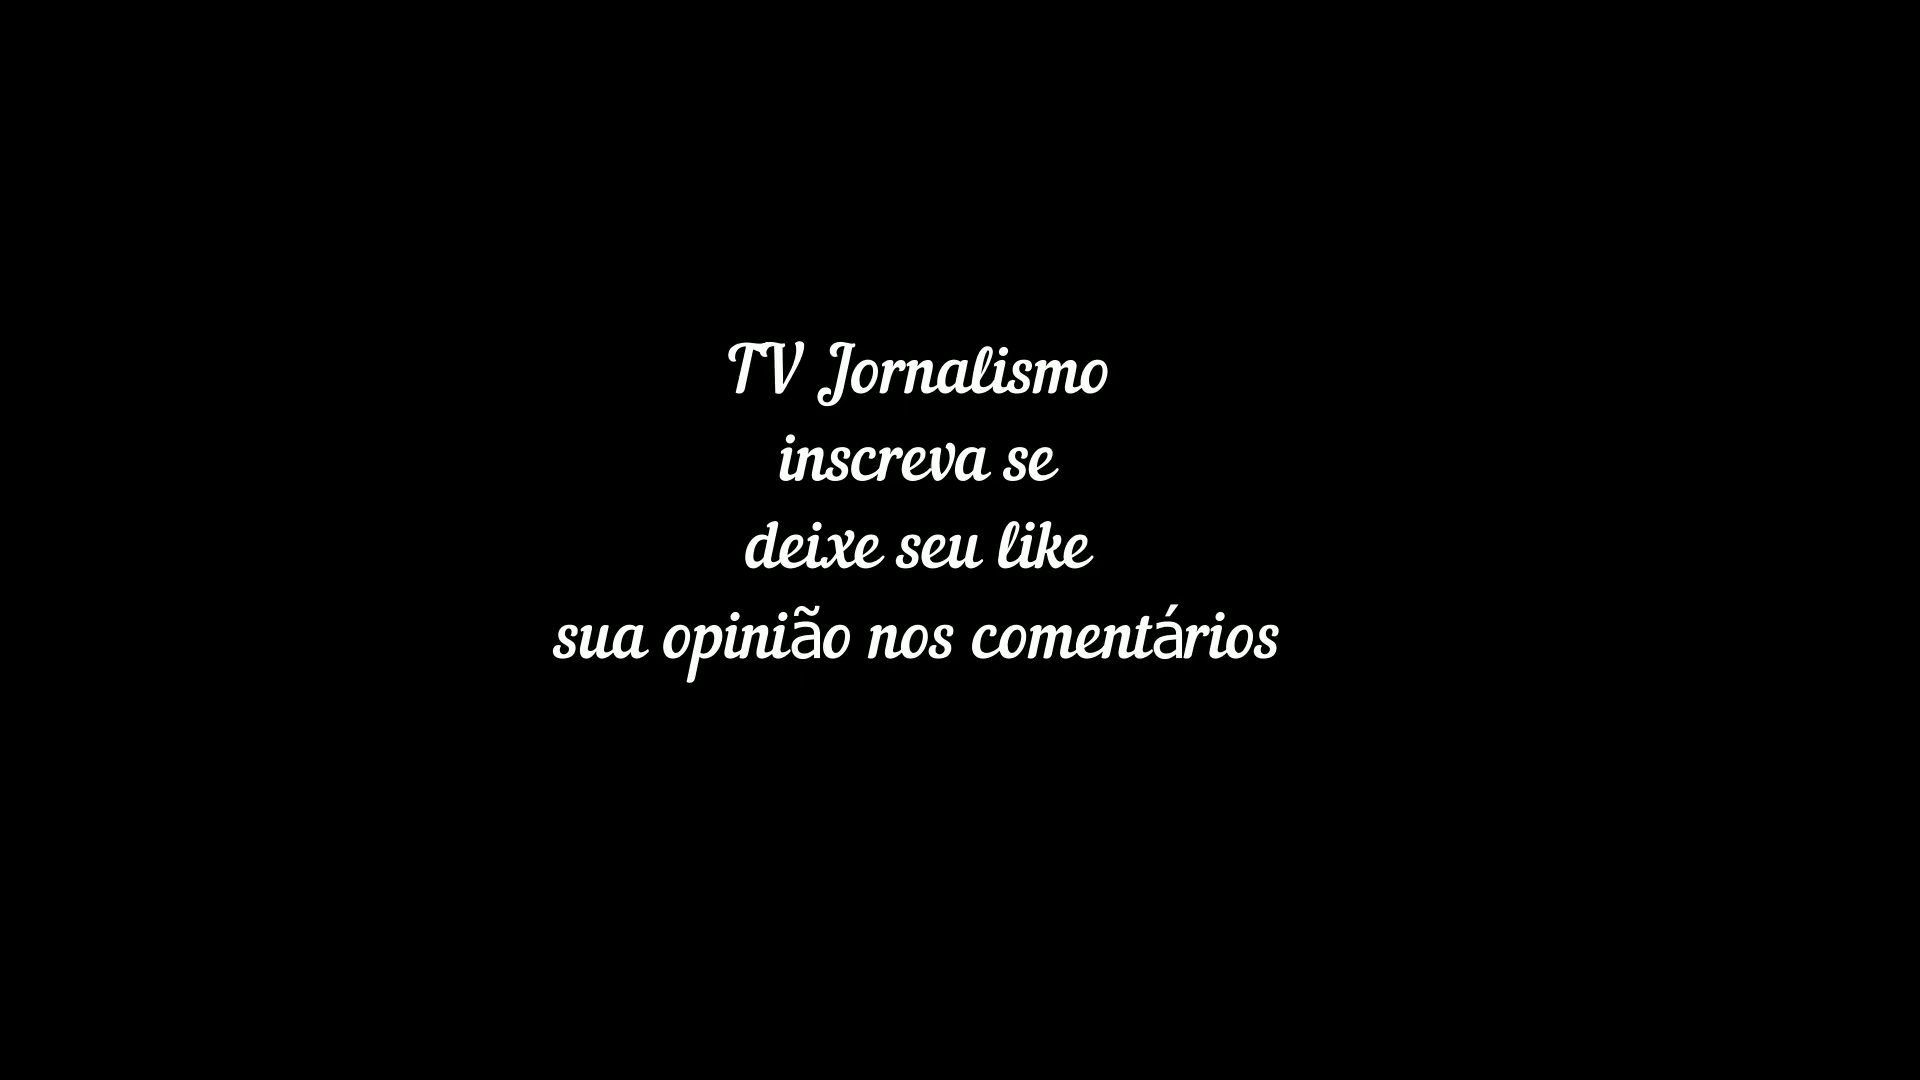 TV Jornalismo
inscreva se
deixe seu like
sua opinião nos comentários